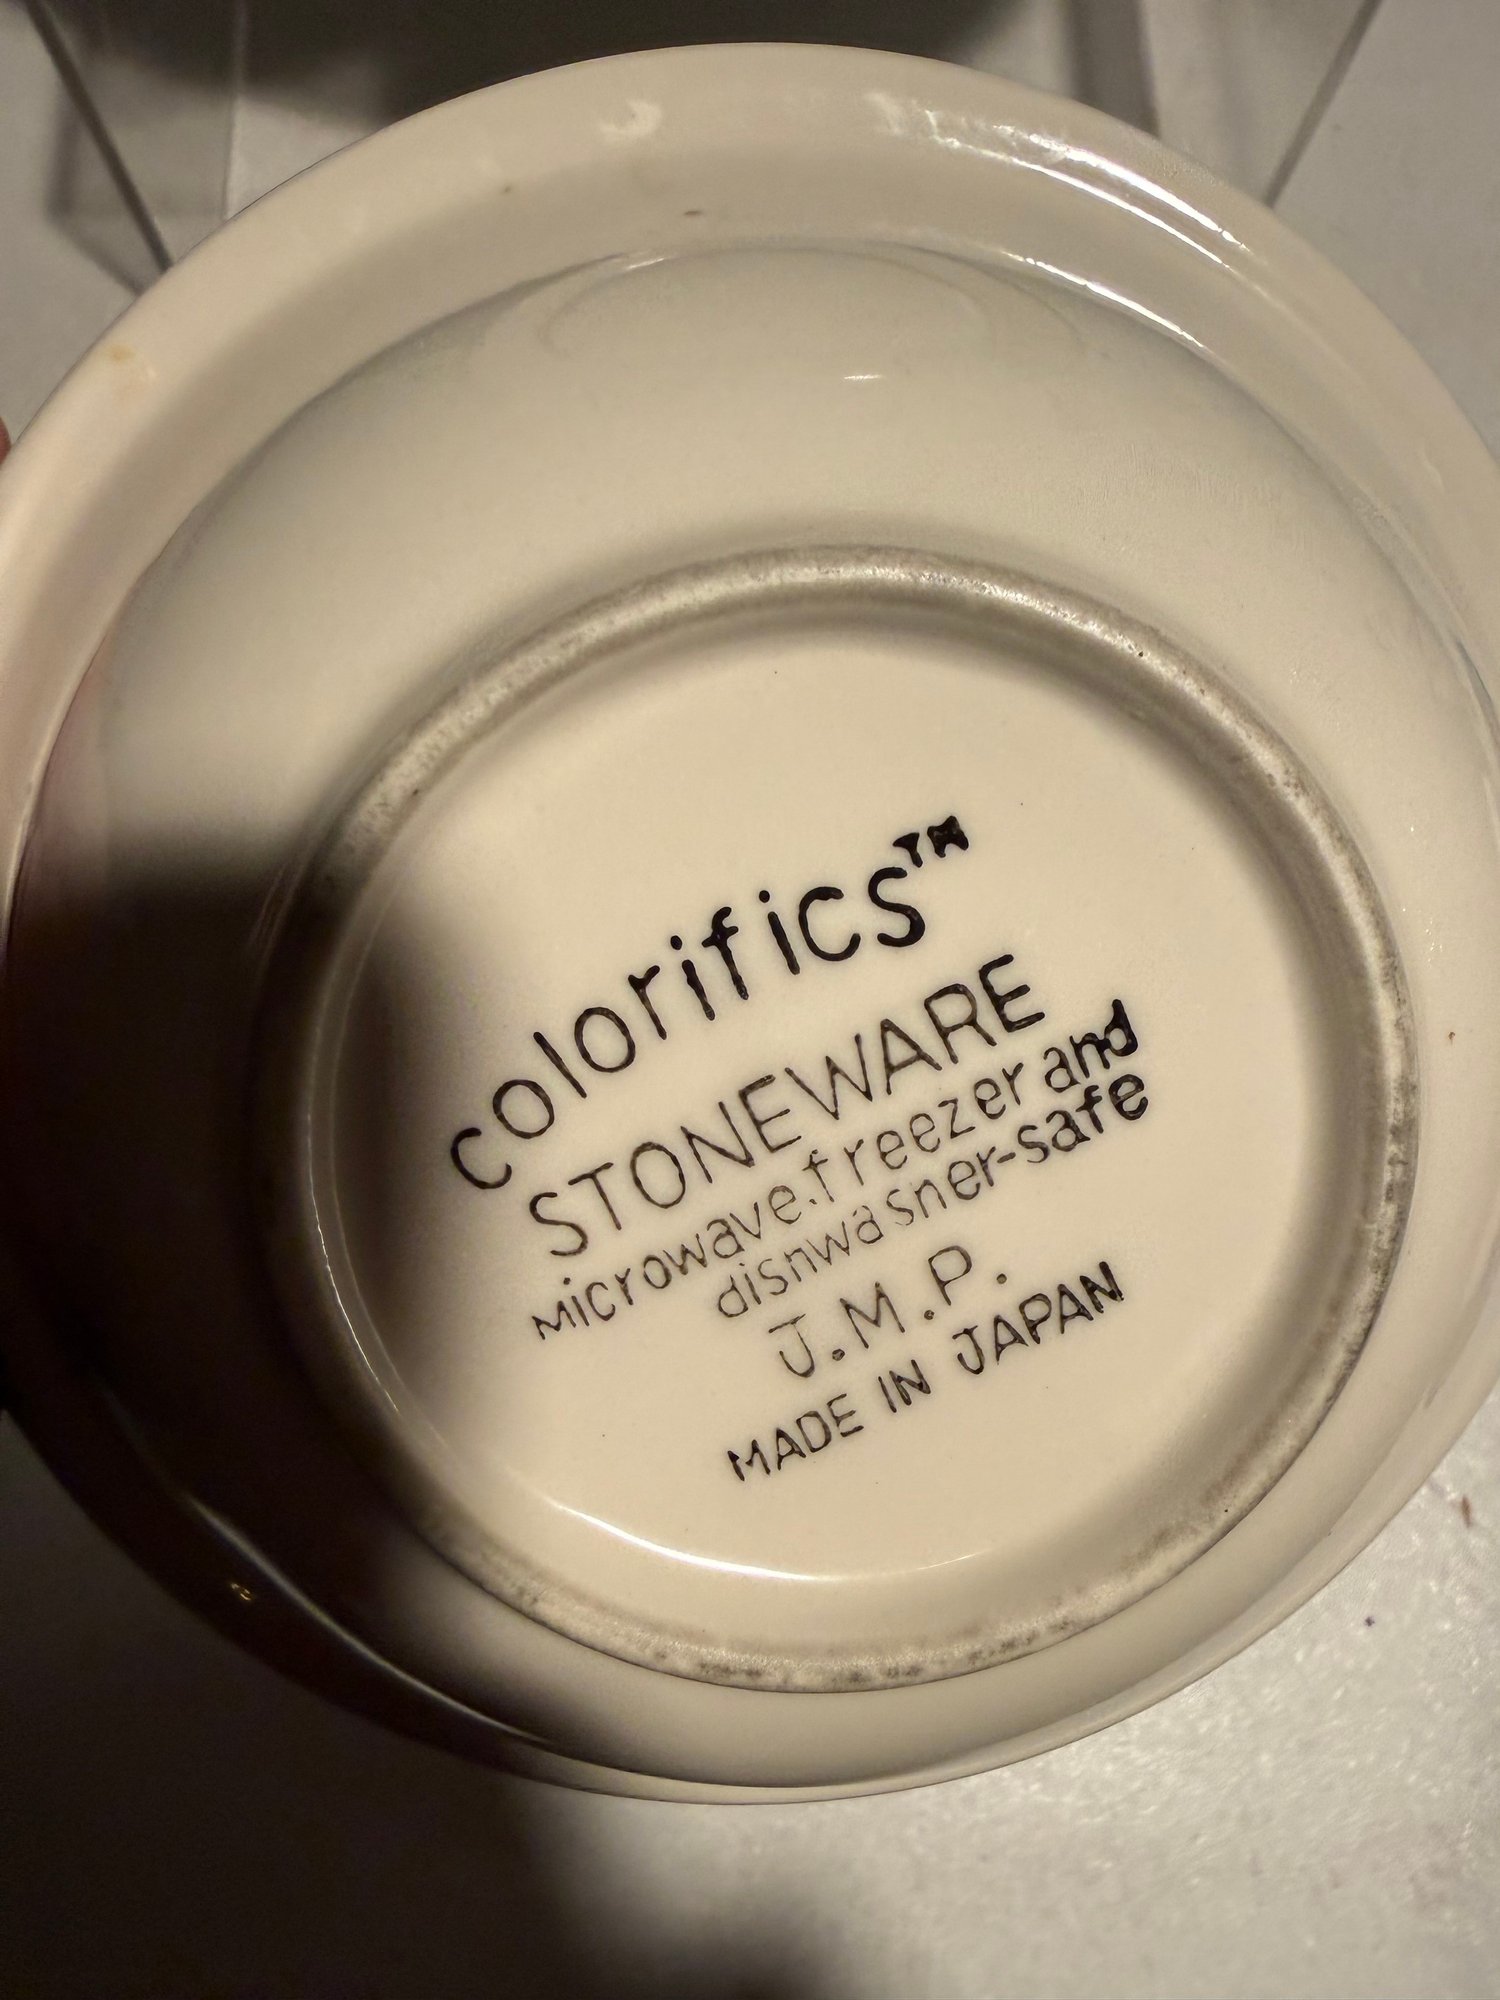 colorifics™
STONEWARE
microwave.freezer and
dishwasher-safe
J.M.P.
MADE IN JAPAN